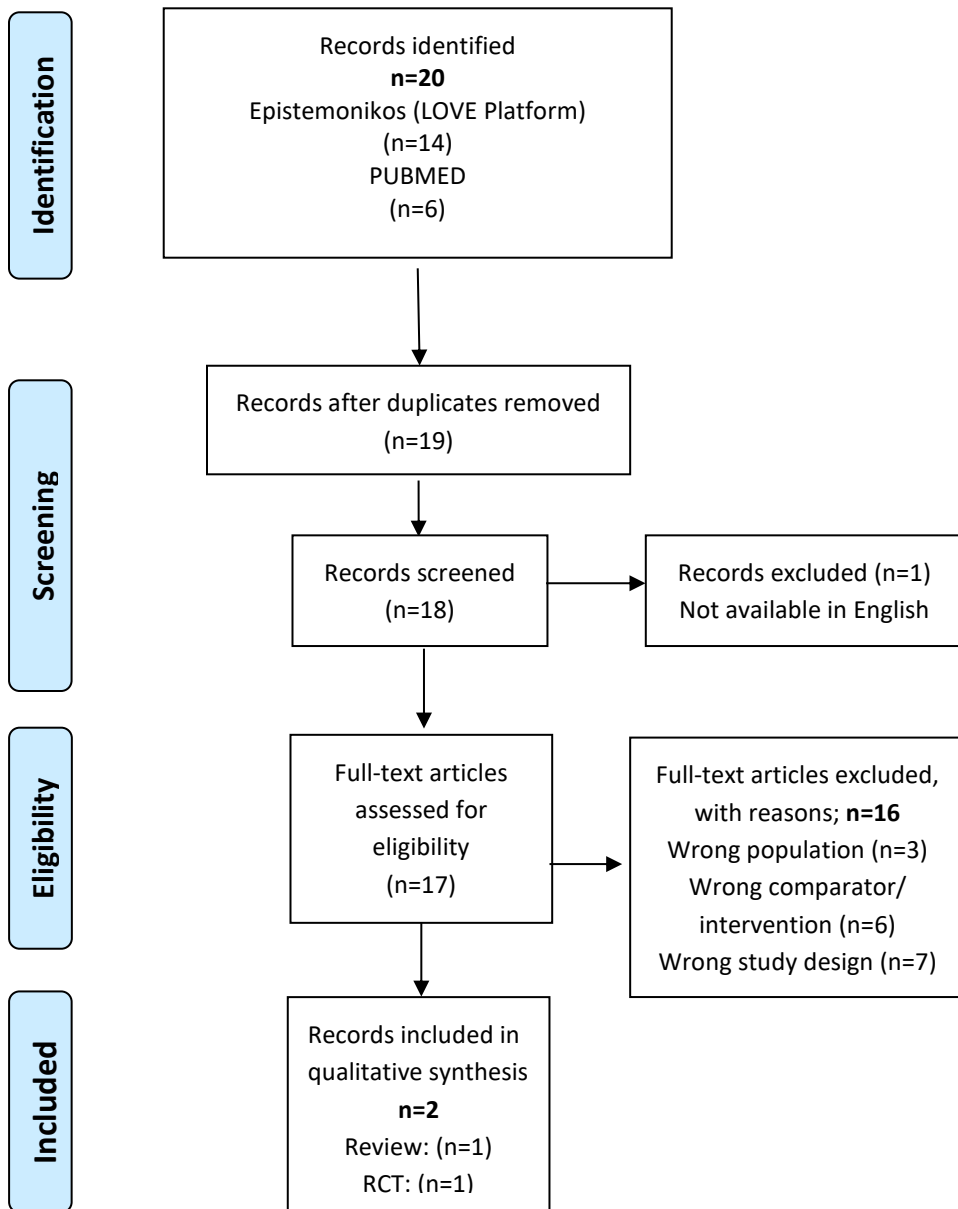 Identification
Records identified
n=20
Epistemonikos (LOVE Platform)
(n=14)
PUBMED
(n=6)
Screening
Records after duplicates removed
(n=19)
Records screened
(n=18)
Records excluded (n=1)
Not available in English
Eligibility
Full-text articles
assessed for
eligibility
(n=17)
Full-text articles excluded,
with reasons; n=16
Wrong population (n=3)
Wrong comparator/
intervention (n=6)
Wrong study design (n=7)
Included
Records included in
qualitative synthesis
n=2
Review: (n=1)
RCT: (n=1)